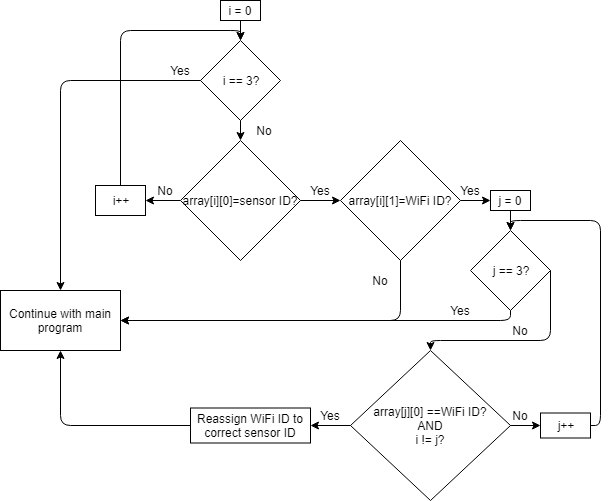 i = 0
Yes
i == 3?
No
i++
No
array[i][0]=sensor ID?
Yes
array[i][1]=WiFi ID?
Yes
j = 0
j == 3?
No
Yes
No
Continue with main
program
Reassign WiFi ID to
correct sensor ID
Yes
array[j][0] ==WiFi ID?
AND
i != j?
No
j++